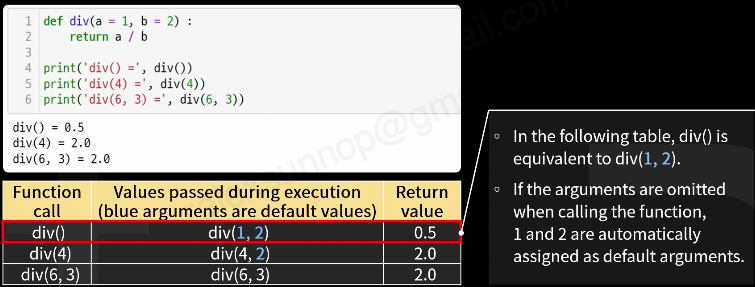 1 def div(a = 1, b = 2) :
2     return a / b
3
4 print('div() =', div())
5 print('div(4) =', div(4))
6 print('div(6, 3) =', div(6, 3))
div() = 0.5
div(4) = 2.0
div(6, 3) = 2.0
Function call | Values passed during execution (blue arguments are default values) | Return value
div() | div(1, 2) | 0.5
div(4) | div(4, 2) | 2.0
div(6, 3) | div(6, 3) | 2.0
◦ In the following table, div() is
equivalent to div(1, 2).
◦ If the arguments are omitted
when calling the function,
1 and 2 are automatically
assigned as default arguments.